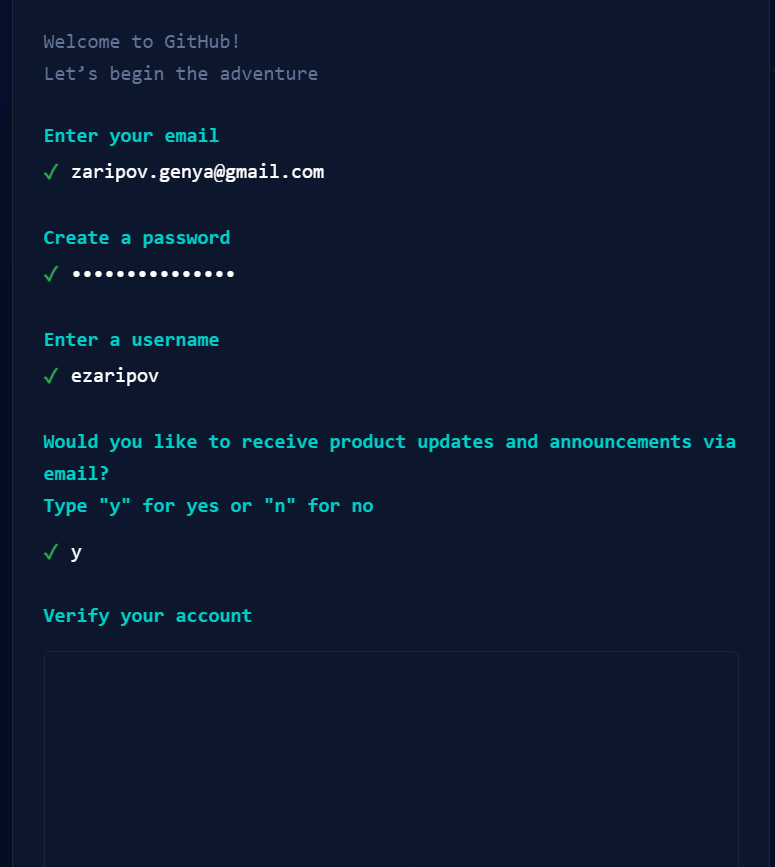 Welcome to GitHub!
Let’s begin the adventure
Enter your email
✓ zaripov.genya@gmail.com
Create a password
✓ •••••••••••••••
Enter a username
✓ ezaripov
Would you like to receive product updates and announcements via
email?
Type "y" for yes or "n" for no
✓ y
Verify your account